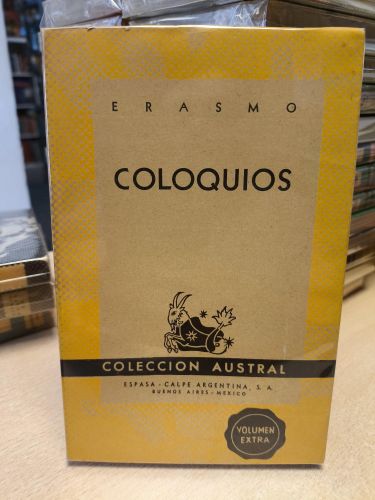 ERASMO
COLOQUIOS
COLECCION AUSTRAL
ESPASA - CALPE ARGENTINA, S. A.
BUENOS AIRES - MEXICO
VOLUMEN
EXTRA